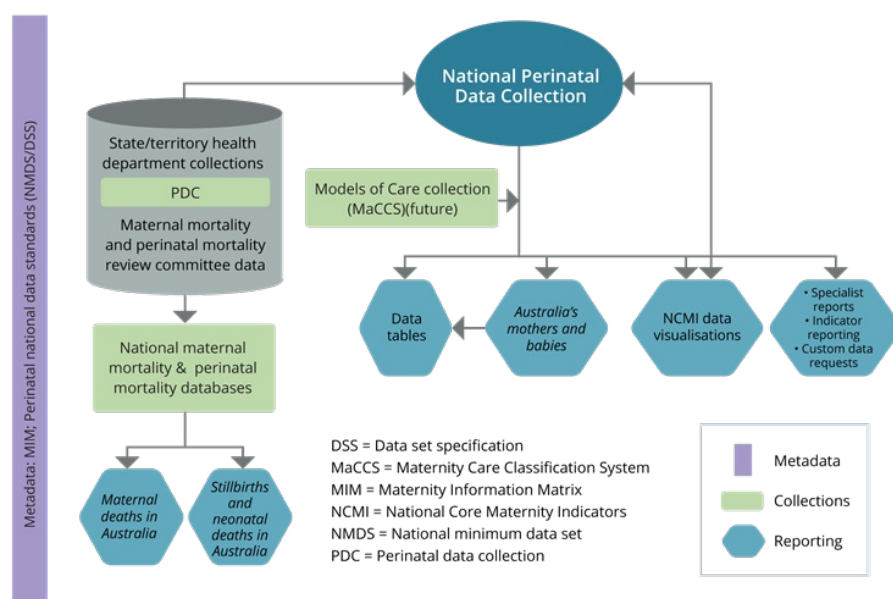 Metadata: MIM; Perinatal national data standards (NMDS/DSS)
National Perinatal
Data Collection
State/territory health
department collections
PDC
Maternal mortality
and perinatal mortality
review committee data
Models of Care collection
(MaCCS)(future)
Data
tables
Australia's
mothers and
babies
NCMI data
visualisations
• Specialist
reports
• Indicator
reporting
• Custom data
requests
National maternal
mortality & perinatal
mortality databases
Maternal
deaths in
Australia
Stillbirths
and
neonatal
deaths in
Australia
DSS = Data set specification
MaCCS = Maternity Care Classification System
MIM = Maternity Information Matrix
NCMI = National Core Maternity Indicators
NMDS = National minimum data set
PDC = Perinatal data collection
Metadata
Collections
Reporting